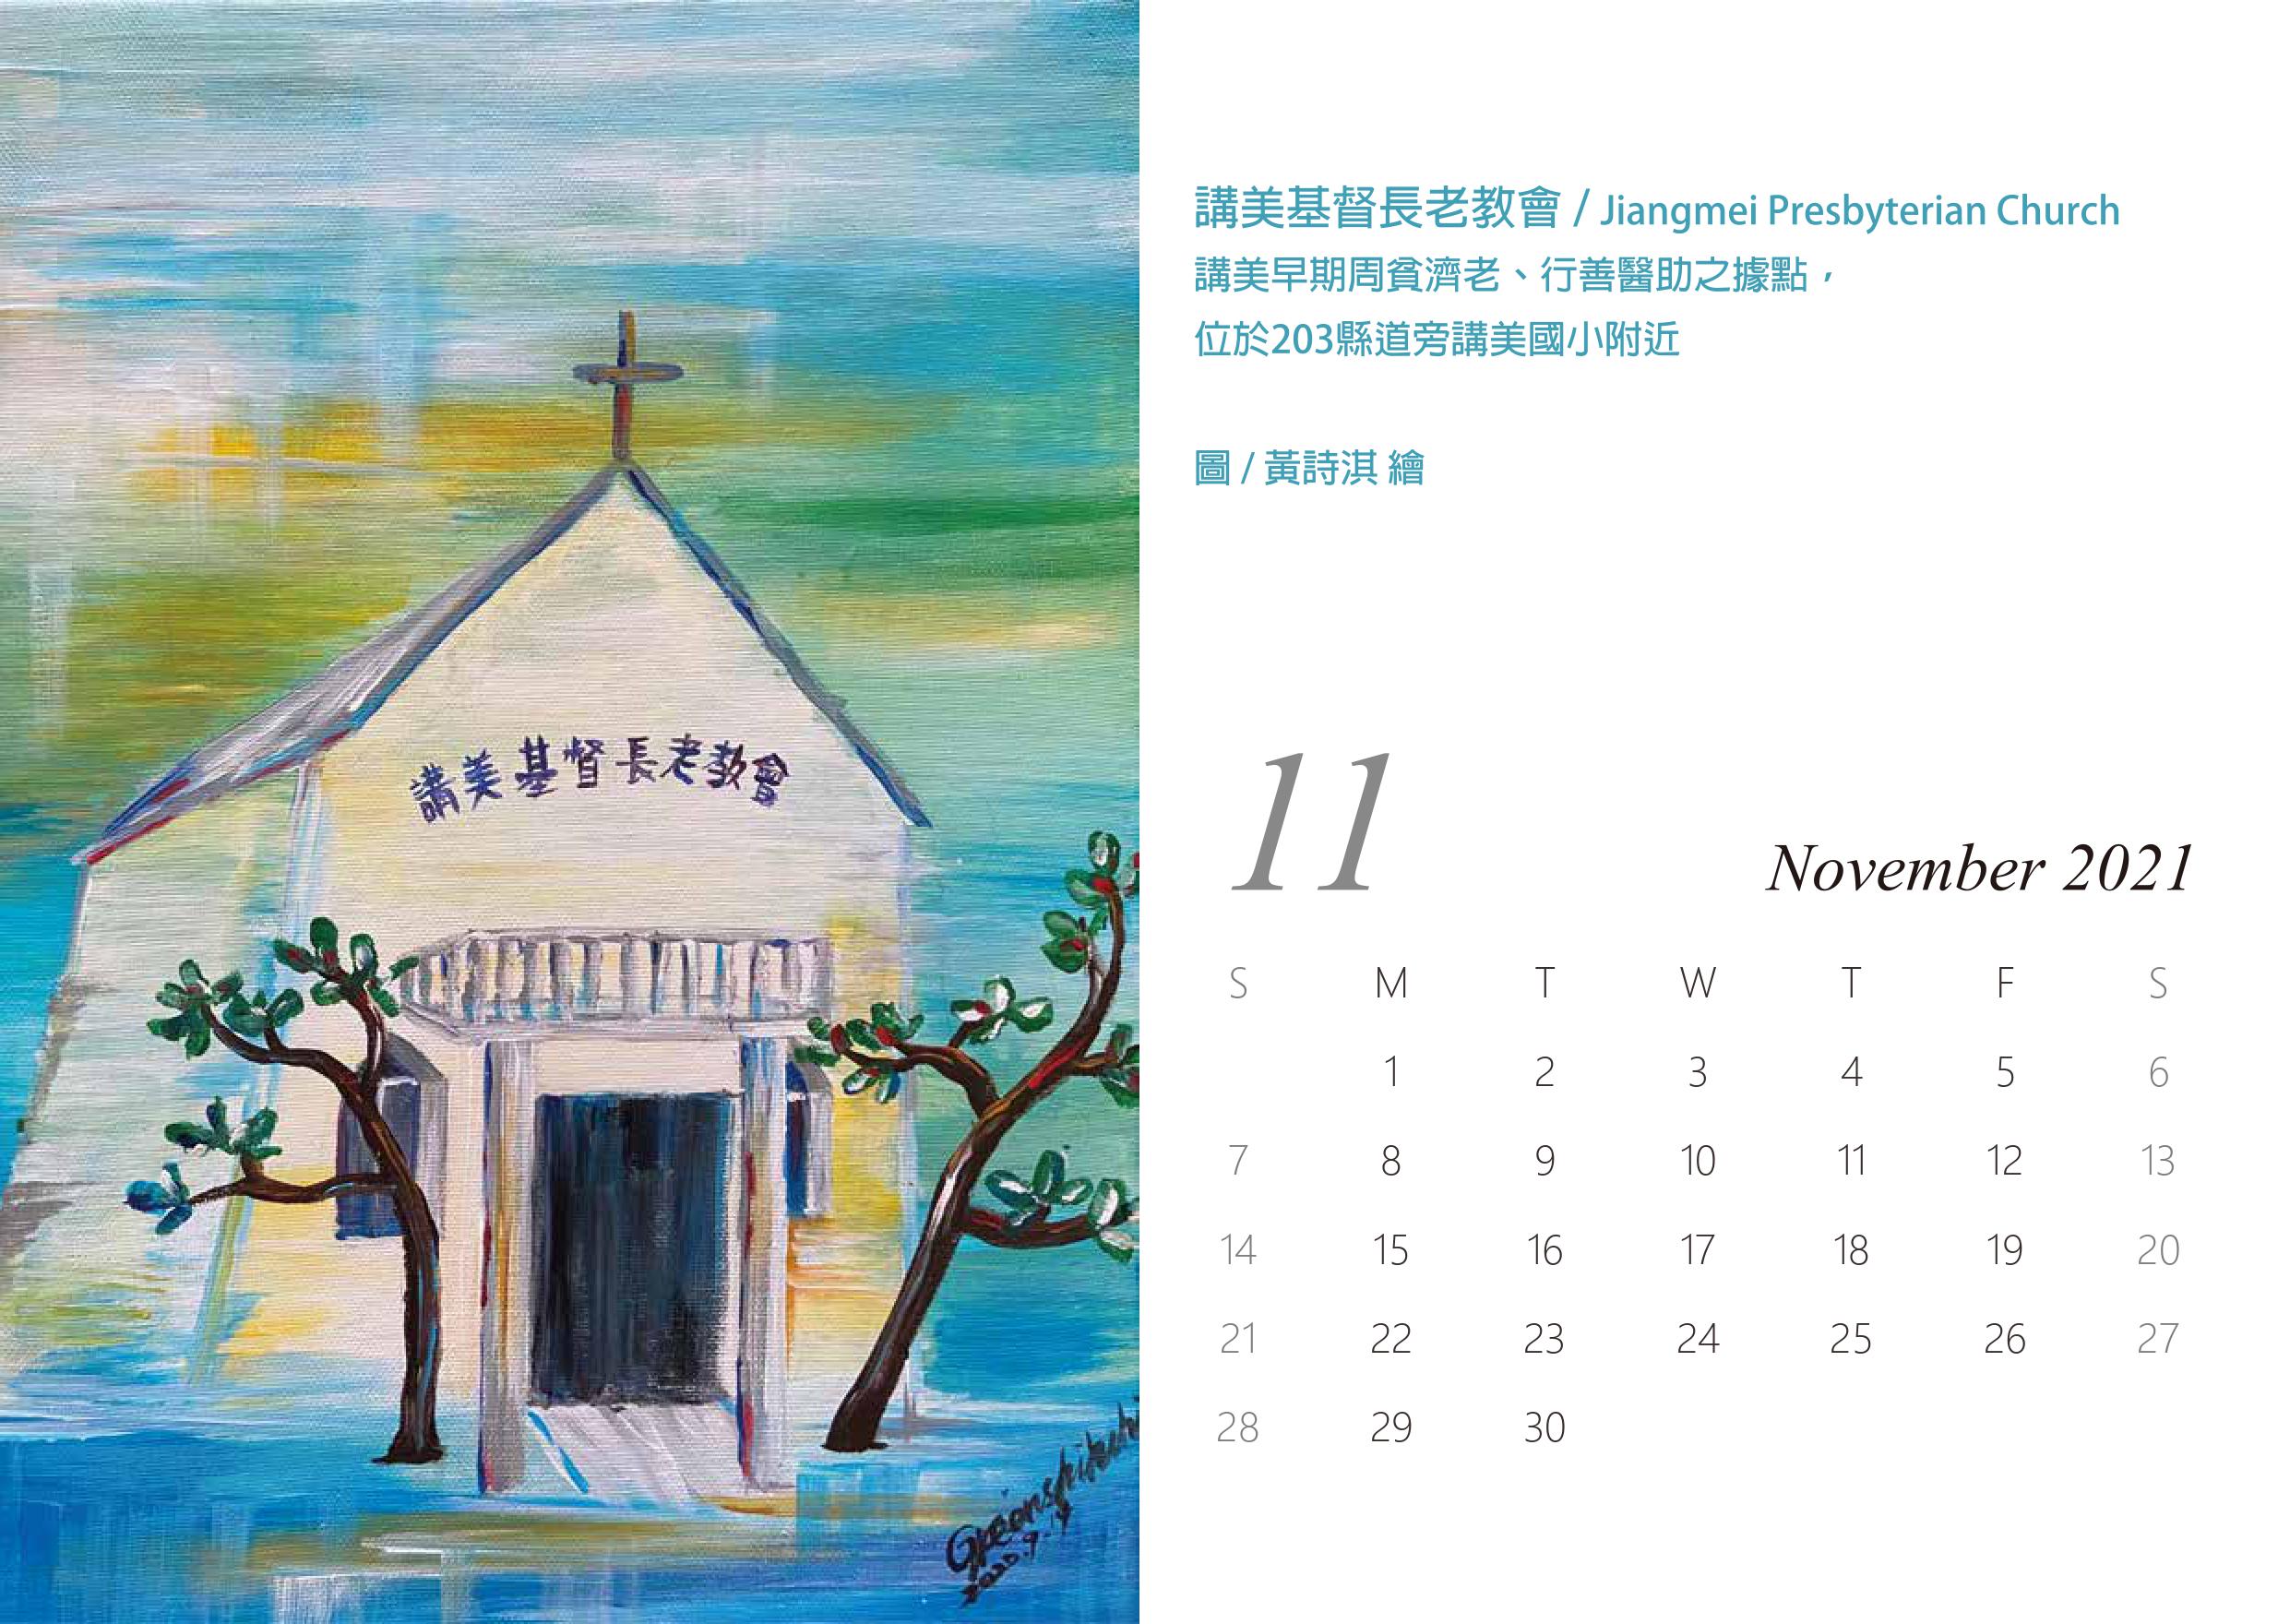 講美基督長老教會 / Jiangmei Presbyterian Church
講美早期周貧濟老、行善醫助之據點，
位於203縣道旁講美國小附近
圖 / 黃詩淇 繪
講美基督長老教會
2020.9.14
11
November 2021
S M T W T F S
1 2 3 4 5 6
7 8 9 10 11 12 13
14 15 16 17 18 19 20
21 22 23 24 25 26 27
28 29 30